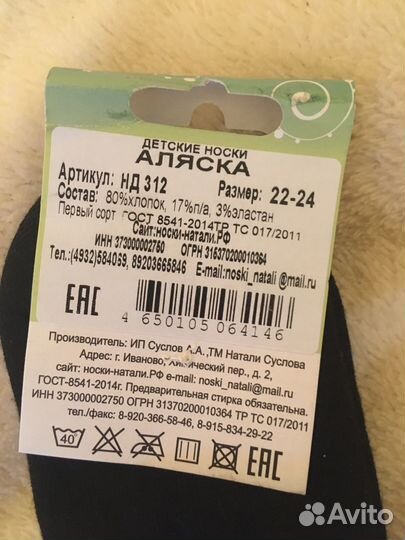 ДЕТСКИЕ НОСКИ
АЛЯСКА
Артикул: НД 312 Размер: 22-24
Состав: 80%хлопок, 17%п/а, 3%эластан
Первый сорт ГОСТ 8541-2014ТР ТС 017/2011
Сайт:носки-натали.РФ
ИНН 373000002750 ОГРН 315370200010364
Тел.:(4932)584059, 89203665846 E-mail:noski_natali @mail.ru
ЕАС
4 650105 064146
Производитель: ИП Суслов А.А.,ТМ Натали Суслова
Адрес: г. Иваново, Химический пер., д. 2,
сайт: носки-натали.РФ e-mail: noski_natali@mail.ru
ГОСТ-8541-2014г. Предварительная стирка обязательна.
ИНН 373000002750 ОГРН 31370200010364 ТР ТС 017/2011
тел./факс: 8-920-366-58-46, 8-915-834-29-22
40 ЕАС
Avito